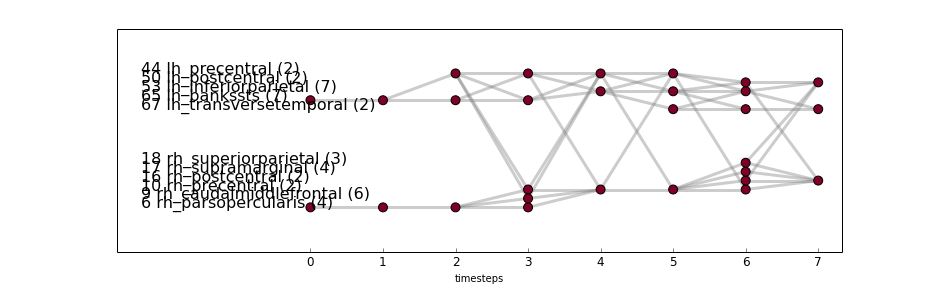 44 lh_precentral (2)
50 lh_postcentral (2)
53 lh_inferiorparietal (7)
65 lh_bankssts (7)
67 lh_transversetemporal (2)
18 rh_superiorparietal (3)
17 rh_supramarginal (4)
16 rh_postcentral (2)
10 rh_precentral (2)
9 rh_caudalmiddlefrontal (6)
6 rh_parsopercularis (4)
0 1 2 3 4 5 6 7
timesteps